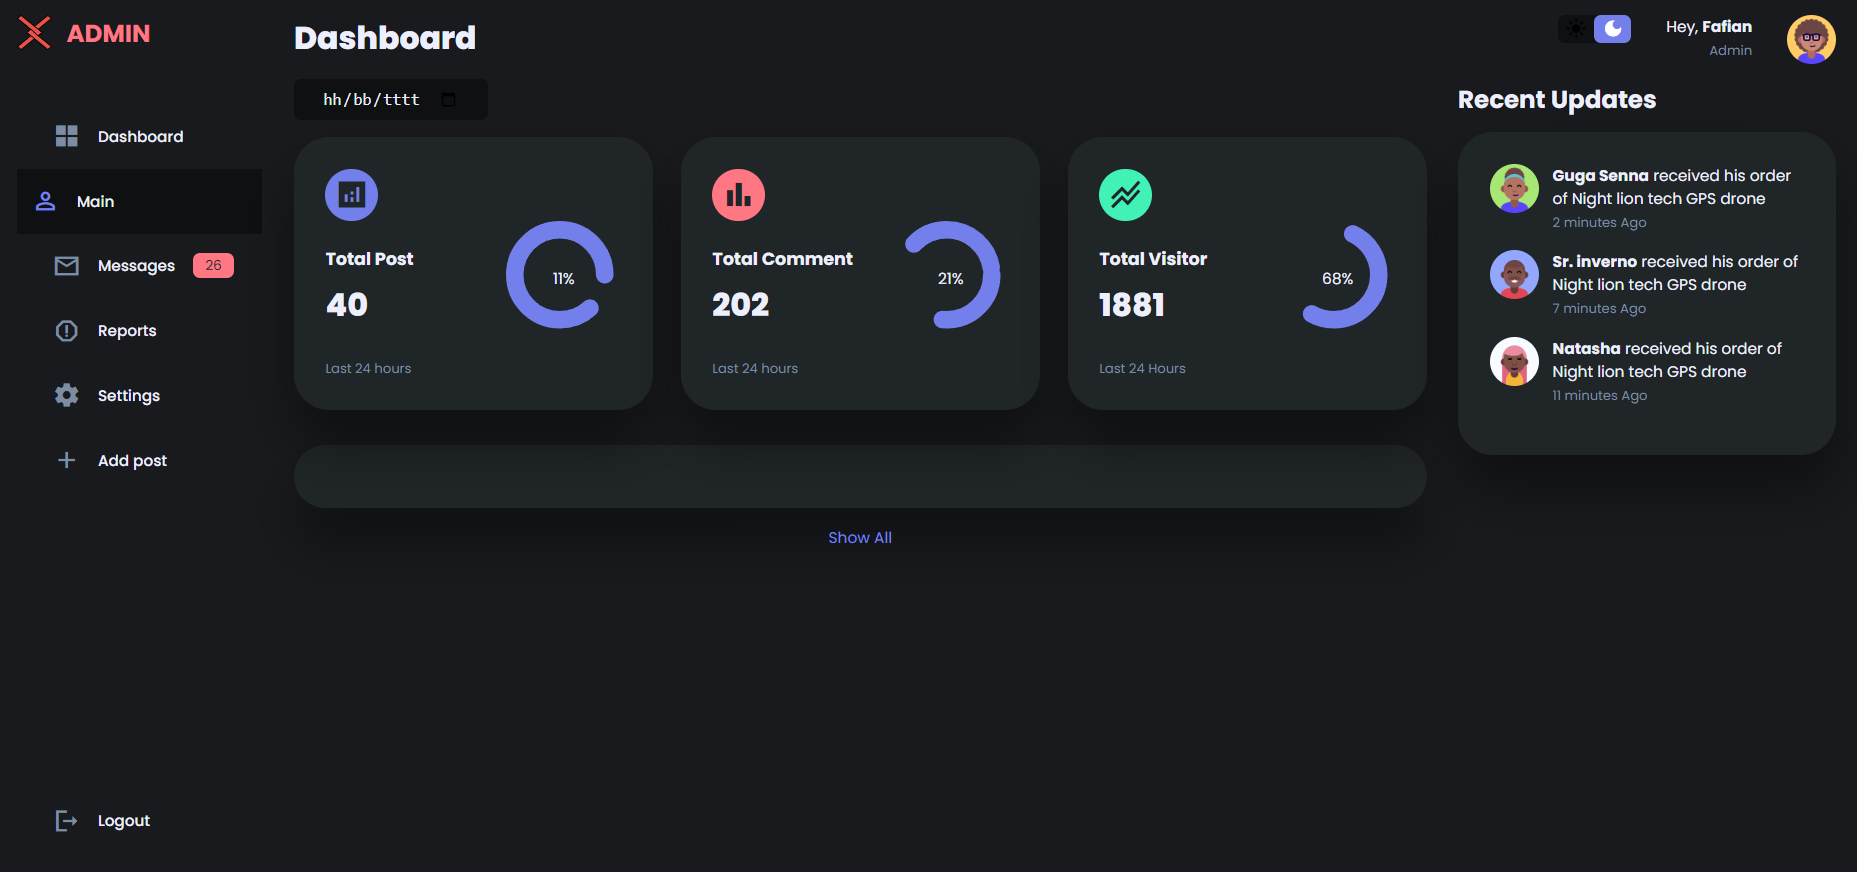 ADMIN
Dashboard
Main
Messages 26
Reports
Settings
Add post
Logout
Dashboard
hh/bb/tttt
Total Post
40
11%
Last 24 hours
Total Comment
202
21%
Last 24 hours
Total Visitor
1881
68%
Last 24 Hours
Show All
Hey, Fafian
Admin
Recent Updates
Guga Senna received his order
of Night lion tech GPS drone
2 minutes Ago
Sr. inverno received his order of
Night lion tech GPS drone
7 minutes Ago
Natasha received his order of
Night lion tech GPS drone
11 minutes Ago